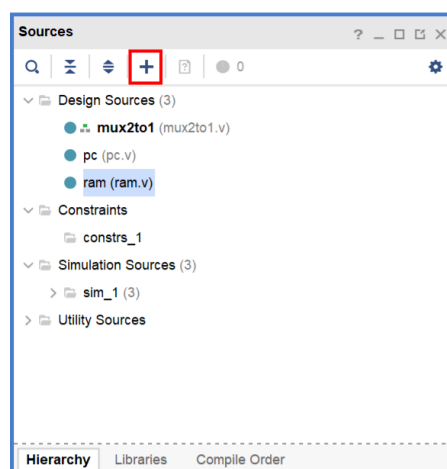 Sources
0
Design Sources (3)
mux2to1 (mux2to1.v)
pc (pc.v)
ram (ram.v)
Constraints
constrs_1
Simulation Sources (3)
sim_1 (3)
Utility Sources
Hierarchy Libraries Compile Order